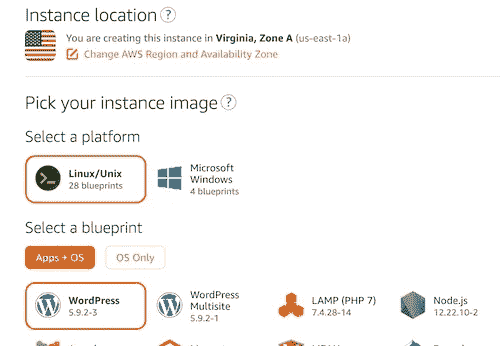 Instance location ?
You are creating this instance in Virginia, Zone A (us-east-1a)
Change AWS Region and Availability Zone
Pick your instance image ?
Select a platform
Linux/Unix
28 blueprints
Microsoft
Windows
4 blueprints
Select a blueprint
Apps + OS
OS Only
WordPress
5.9.2-3
WordPress
Multisite
5.9.2-1
LAMP (PHP 7)
7.4.28-14
Node.js
12.22.10-2